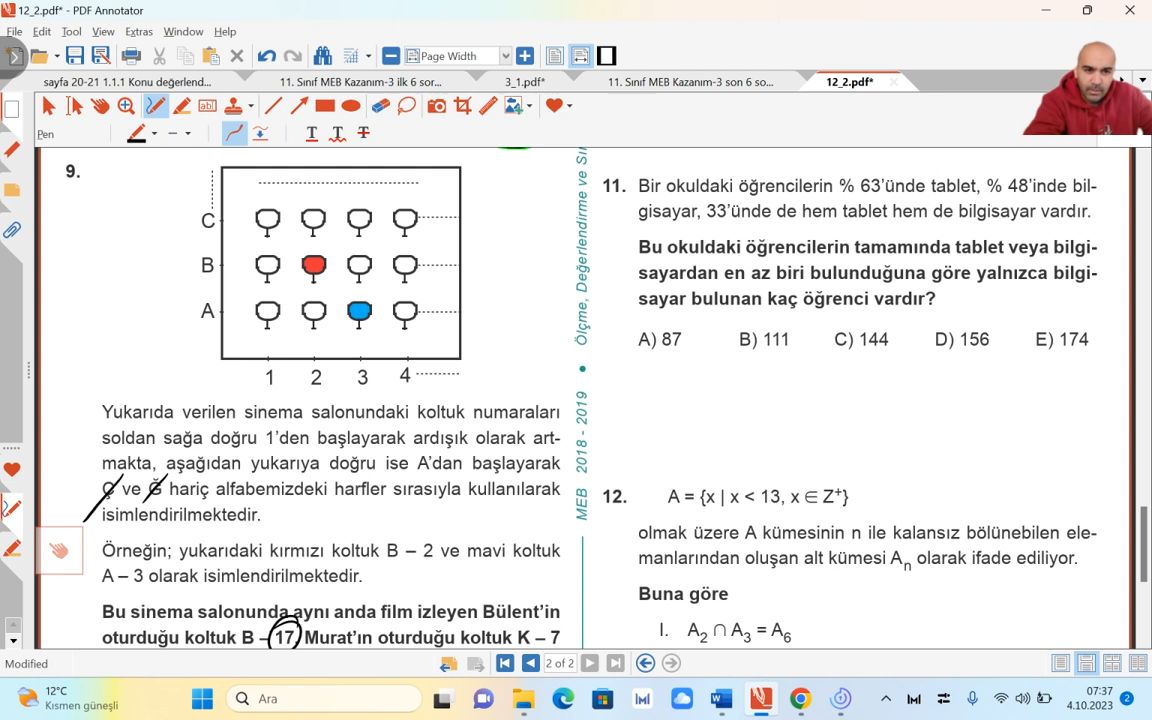 12_2.pdf* - PDF Annotator
File Edit Tool View Extras Window Help
Page Width
sayfa 20-21 1.1.1 Konu değerlend...
11. Sınıf MEB Kazanım-3 ilk 6 sor...
3_1.pdf*
11. Sınıf MEB Kazanım-3 son 6 so...
12_2.pdf*
Pen
9.
C
B
A
1 2 3 4
Yukarıda verilen sinema salonundaki koltuk numaraları
soldan sağa doğru 1'den başlayarak ardışık olarak art-
makta, aşağıdan yukarıya doğru ise A'dan başlayarak
Ç ve Ğ hariç alfabemizdeki harfler sırasıyla kullanılarak
isimlendirilmektedir.
Örneğin; yukarıdaki kırmızı koltuk B – 2 ve mavi koltuk
A – 3 olarak isimlendirilmektedir.
Bu sinema salonunda aynı anda film izleyen Bülent'in
oturduğu koltuk B – 17, Murat'ın oturduğu koltuk K – 7
MEB 2018 - 2019 • Ölçme, Değerlendirme ve Sı
11. Bir okuldaki öğrencilerin % 63'ünde tablet, % 48'inde bil-
gisayar, 33'ünde de hem tablet hem de bilgisayar vardır.
Bu okuldaki öğrencilerin tamamında tablet veya bilgi-
sayardan en az biri bulunduğuna göre yalnızca bilgi-
sayar bulunan kaç öğrenci vardır?
A) 87 B) 111 C) 144 D) 156 E) 174
12. A = {x | x < 13, x ∈ Z⁺}
olmak üzere A kümesinin n ile kalansız bölünebilen ele-
manlarından oluşan alt kümesi Aₙ olarak ifade ediliyor.
Buna göre
I. A₂ ∩ A₃ = A₆
Modified
2 of 2
12°C
Kısmen güneşli
Ara
07:37
4.10.2023
2